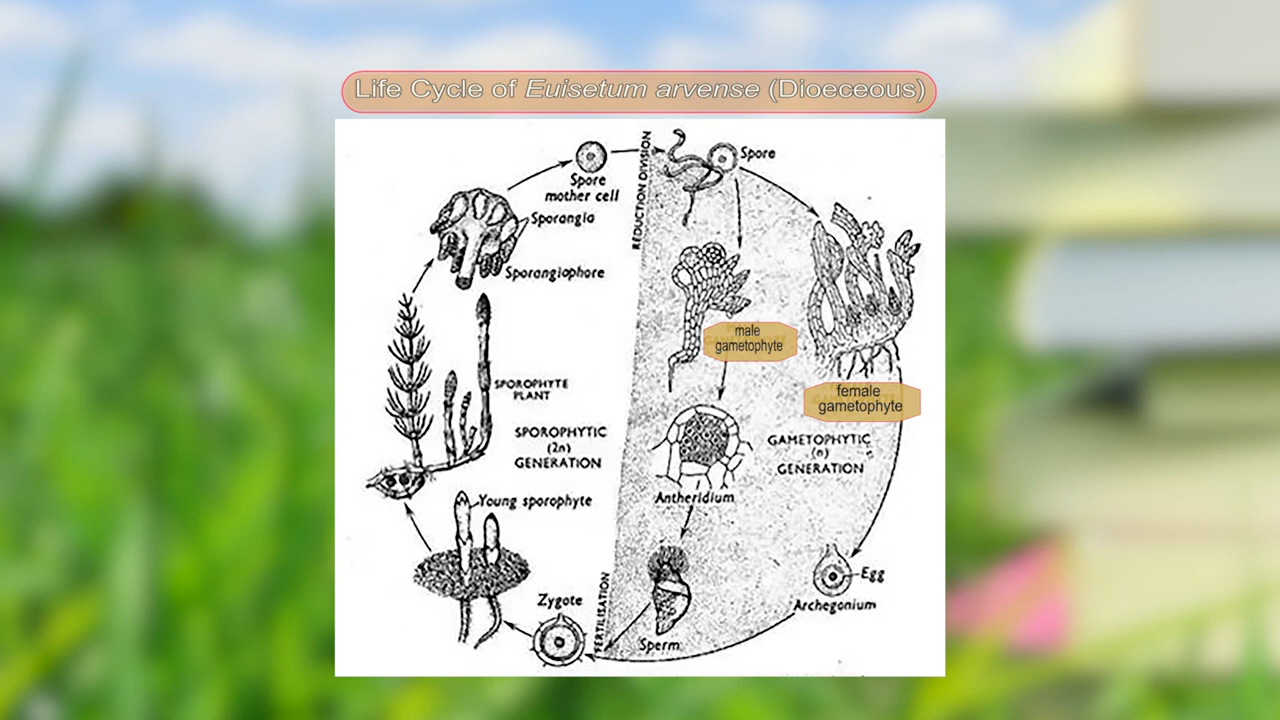 Life Cycle of Euisetum arvense (Dioeceous)
Spore
mother cell
REDUCTION DIVISION
Spore
Sporangia
Sporangiophore
male
gametophyte
female
gametophyte
SPOROPHYTE
PLANT
SPOROPHYTIC
(2n)
GENERATION
GAMETOPHYTIC
(n)
GENERATION
Young sporophyte
Antheridium
Egg
Archegonium
Zygote
FERTILISATION
Sperm